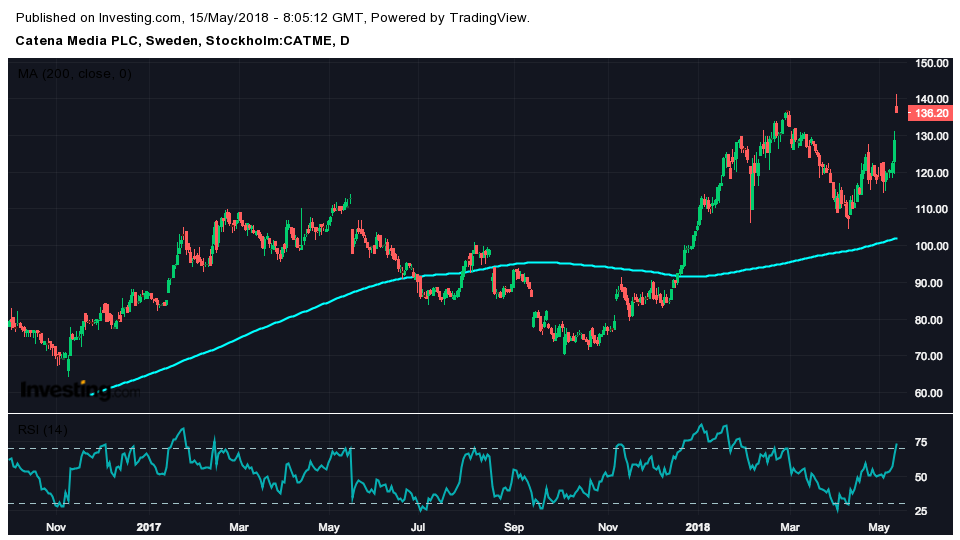 Published on Investing.com, 15/May/2018 - 8:05:12 GMT, Powered by TradingView.
Catena Media PLC, Sweden, Stockholm:CATME, D
MA (200, close, 0)
150.00
140.00
136.20
130.00
120.00
110.00
100.00
90.00
80.00
70.00
60.00
Investing.com
RSI (14)
75
50
25
Nov 2017 Mar May Jul Sep Nov 2018 Mar May